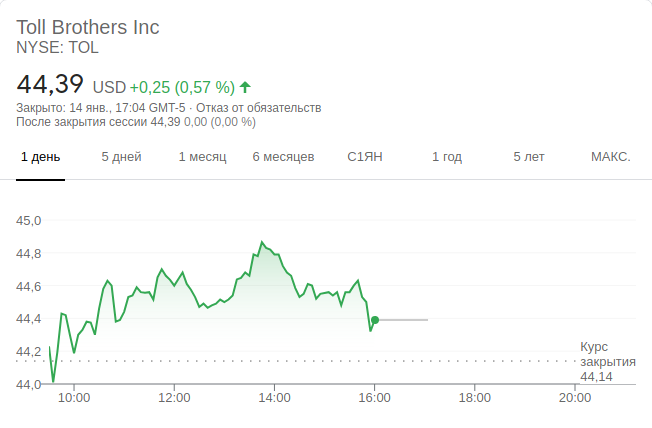 Toll Brothers Inc
NYSE: TOL
44,39 USD +0,25 (0,57 %)
Закрыто: 14 янв., 17:04 GMT-5 · Отказ от обязательств
После закрытия сессии 44,39 0,00 (0,00 %)
1 день 5 дней 1 месяц 6 месяцев С1ЯН 1 год 5 лет МАКС.
45,0
44,8
44,6
44,4
44,2
44,0
Курс
закрытия
44,14
10:00 12:00 14:00 16:00 18:00 20:00